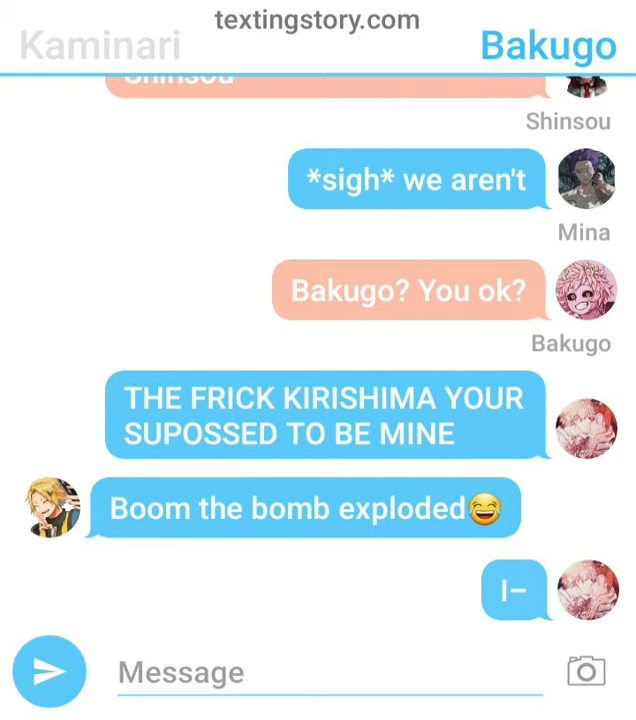 textingstory.com
Kaminari
Bakugo
Shinsou
Shinsou
*sigh* we aren't
Mina
Bakugo? You ok?
Bakugo
THE FRICK KIRISHIMA YOUR
SUPOSSED TO BE MINE
Boom the bomb exploded😂
I–
Message